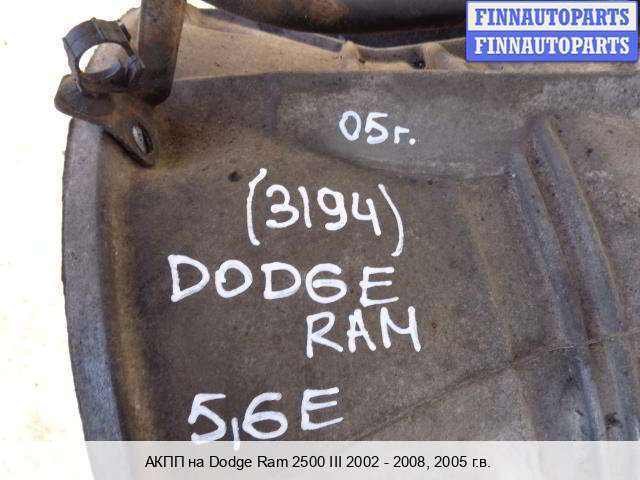 FINNAUTOPARTS
FINNAUTOPARTS
05г.
(3194)
DODGE
RAM
5,6E
АКПП на Dodge Ram 2500 III 2002 - 2008, 2005 г.в.